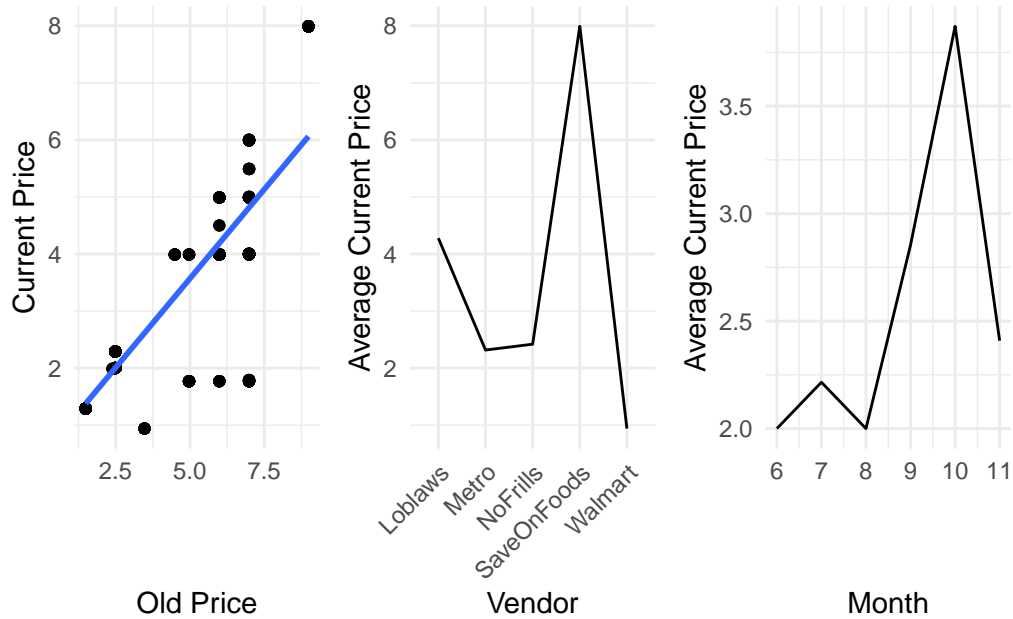 Current Price
8
6
4
2
2.5 5.0 7.5
Old Price
Average Current Price
8
6
4
2
Loblaws
Metro
NoFrills
SaveOnFoods
Walmart
Vendor
Average Current Price
3.5
3.0
2.5
2.0
6 7 8 9 10 11
Month